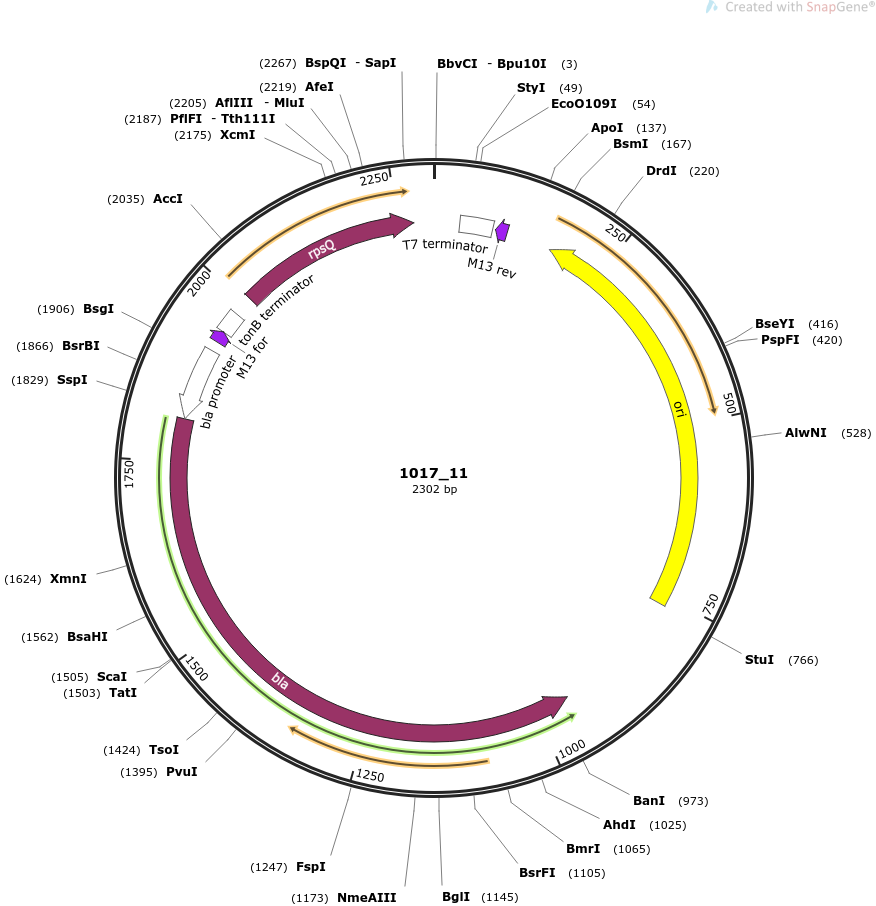 Created with SnapGene®
(2267) BspQI - SapI
BbvCI - Bpu10I (3)
(2219) AfeI
StyI (49)
(2205) AflIII - MluI
EcoO109I (54)
(2187) PflFI - Tth111I
ApoI (137)
(2175) XcmI
BsmI (167)
DrdI (220)
2250
(2035) AccI
250
rpsQ
T7 terminator
M13 rev
2000
tonB terminator
(1906) BsgI
BseYI (416)
PspFI (420)
(1866) BsrBI
M13 for
(1829) SspI
bla promoter
500
ori
AlwNI (528)
1750
1017_11
2302 bp
(1624) XmnI
750
(1562) BsaHI
StuI (766)
(1505) ScaI
1500
(1503) TatI
bla
(1424) TsoI
1000
(1395) PvuI
1250
BanI (973)
AhdI (1025)
BmrI (1065)
(1247) FspI
BsrFI (1105)
(1173) NmeAIII
BglI (1145)